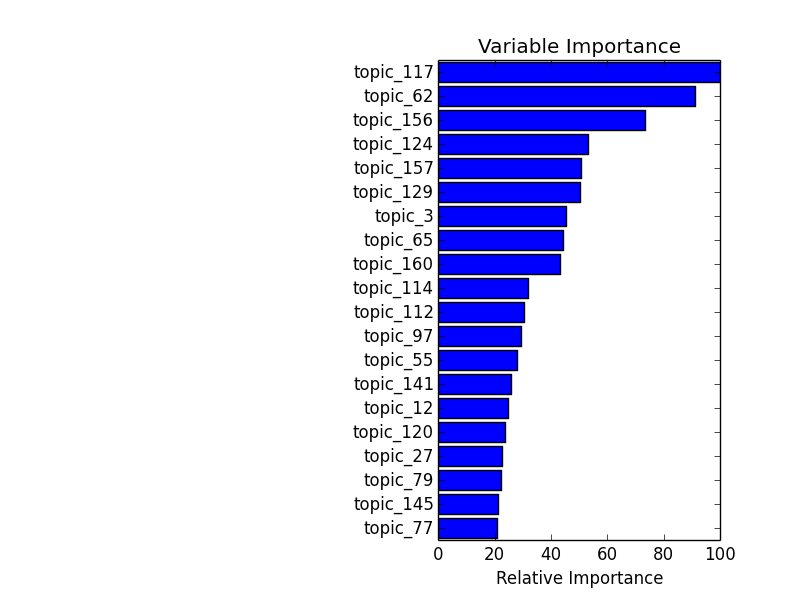 Variable Importance
topic_117
topic_62
topic_156
topic_124
topic_157
topic_129
topic_3
topic_65
topic_160
topic_114
topic_112
topic_97
topic_55
topic_141
topic_12
topic_120
topic_27
topic_79
topic_145
topic_77
0 20 40 60 80 100
Relative Importance